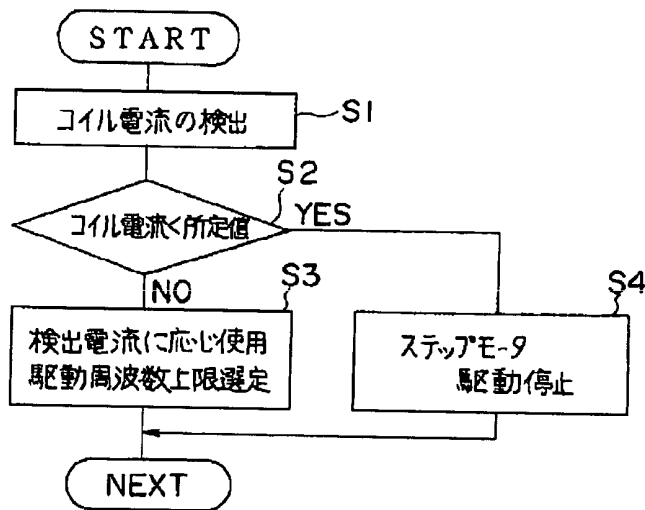 START
コイル電流の検出
S1
S2
コイル電流<所定値
YES
NO
S3
検出電流に応じ使用
駆動周波数上限選定
S4
ステップモータ
駆動停止
NEXT